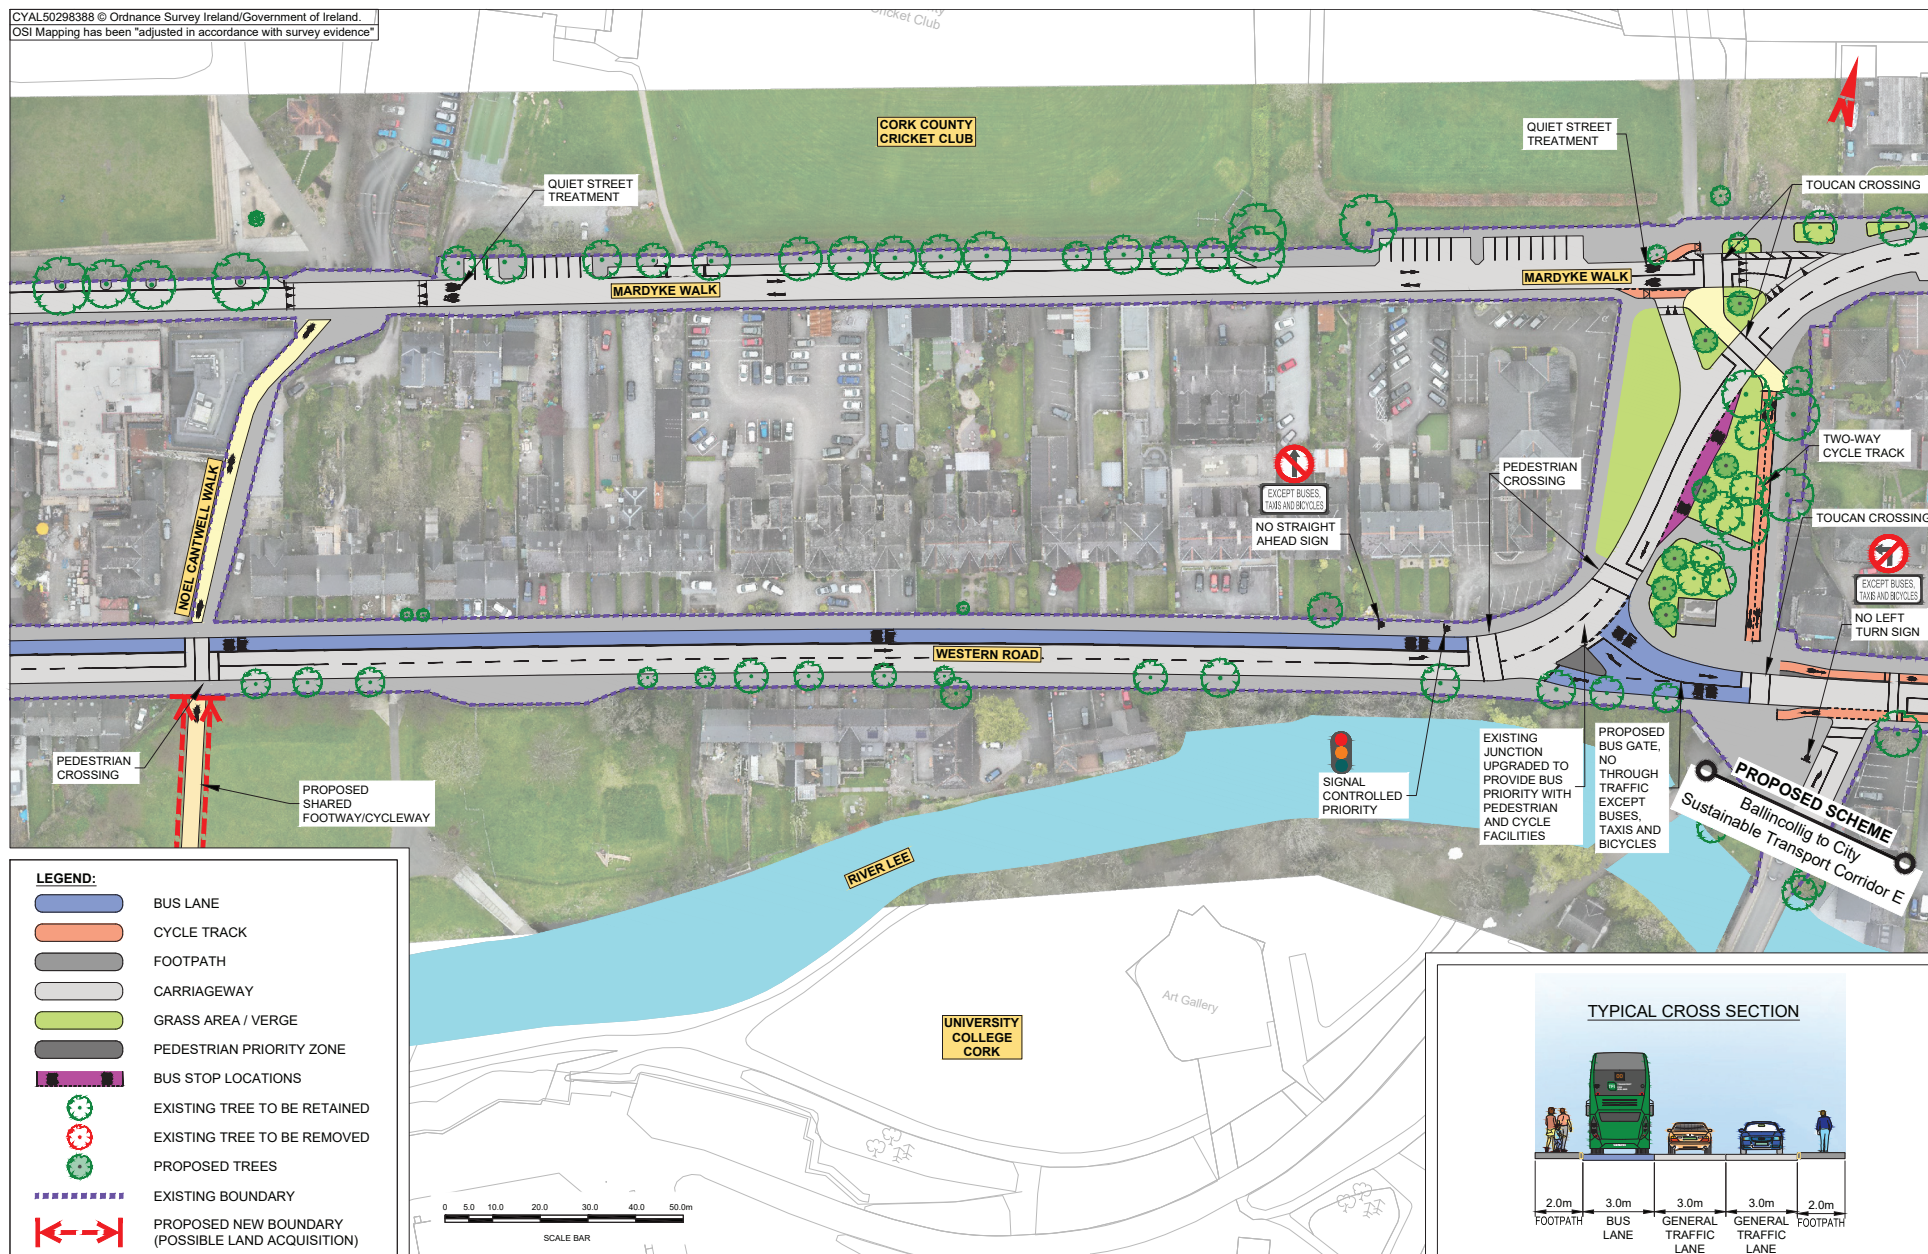 CYAL50298388 © Ordnance Survey Ireland/Government of Ireland.
OSI Mapping has been "adjusted in accordance with survey evidence"
Cricket Club
CORK COUNTY
CRICKET CLUB
QUIET STREET
TREATMENT
QUIET STREET
TREATMENT
N
TOUCAN CROSSING
MARDYKE WALK
MARDYKE WALK
NOEL CANTWELL WALK
EXCEPT BUSES,
TAXIS AND BICYCLES
NO STRAIGHT
AHEAD SIGN
PEDESTRIAN
CROSSING
TWO-WAY
CYCLE TRACK
TOUCAN CROSSING
EXCEPT BUSES,
TAXIS AND BICYCLES
NO LEFT
TURN SIGN
WESTERN ROAD
PEDESTRIAN
CROSSING
PROPOSED
SHARED
FOOTWAY/CYCLEWAY
RIVER LEE
SIGNAL
CONTROLLED
PRIORITY
EXISTING
JUNCTION
UPGRADED TO
PROVIDE BUS
PRIORITY WITH
PEDESTRIAN
AND CYCLE
FACILITIES
PROPOSED
BUS GATE,
NO
THROUGH
TRAFFIC
EXCEPT
BUSES,
TAXIS AND
BICYCLES
PROPOSED SCHEME
Ballincollig to City
Sustainable Transport Corridor E
LEGEND:
BUS LANE
CYCLE TRACK
FOOTPATH
CARRIAGEWAY
GRASS AREA / VERGE
PEDESTRIAN PRIORITY ZONE
BUS STOP LOCATIONS
EXISTING TREE TO BE RETAINED
EXISTING TREE TO BE REMOVED
PROPOSED TREES
EXISTING BOUNDARY
PROPOSED NEW BOUNDARY
(POSSIBLE LAND ACQUISITION)
Art Gallery
UNIVERSITY
COLLEGE
CORK
0 5.0 10.0 20.0 30.0 40.0 50.0m
SCALE BAR
TYPICAL CROSS SECTION
2.0m 3.0m 3.0m 3.0m 2.0m
FOOTPATH BUS LANE GENERAL TRAFFIC LANE GENERAL TRAFFIC LANE FOOTPATH